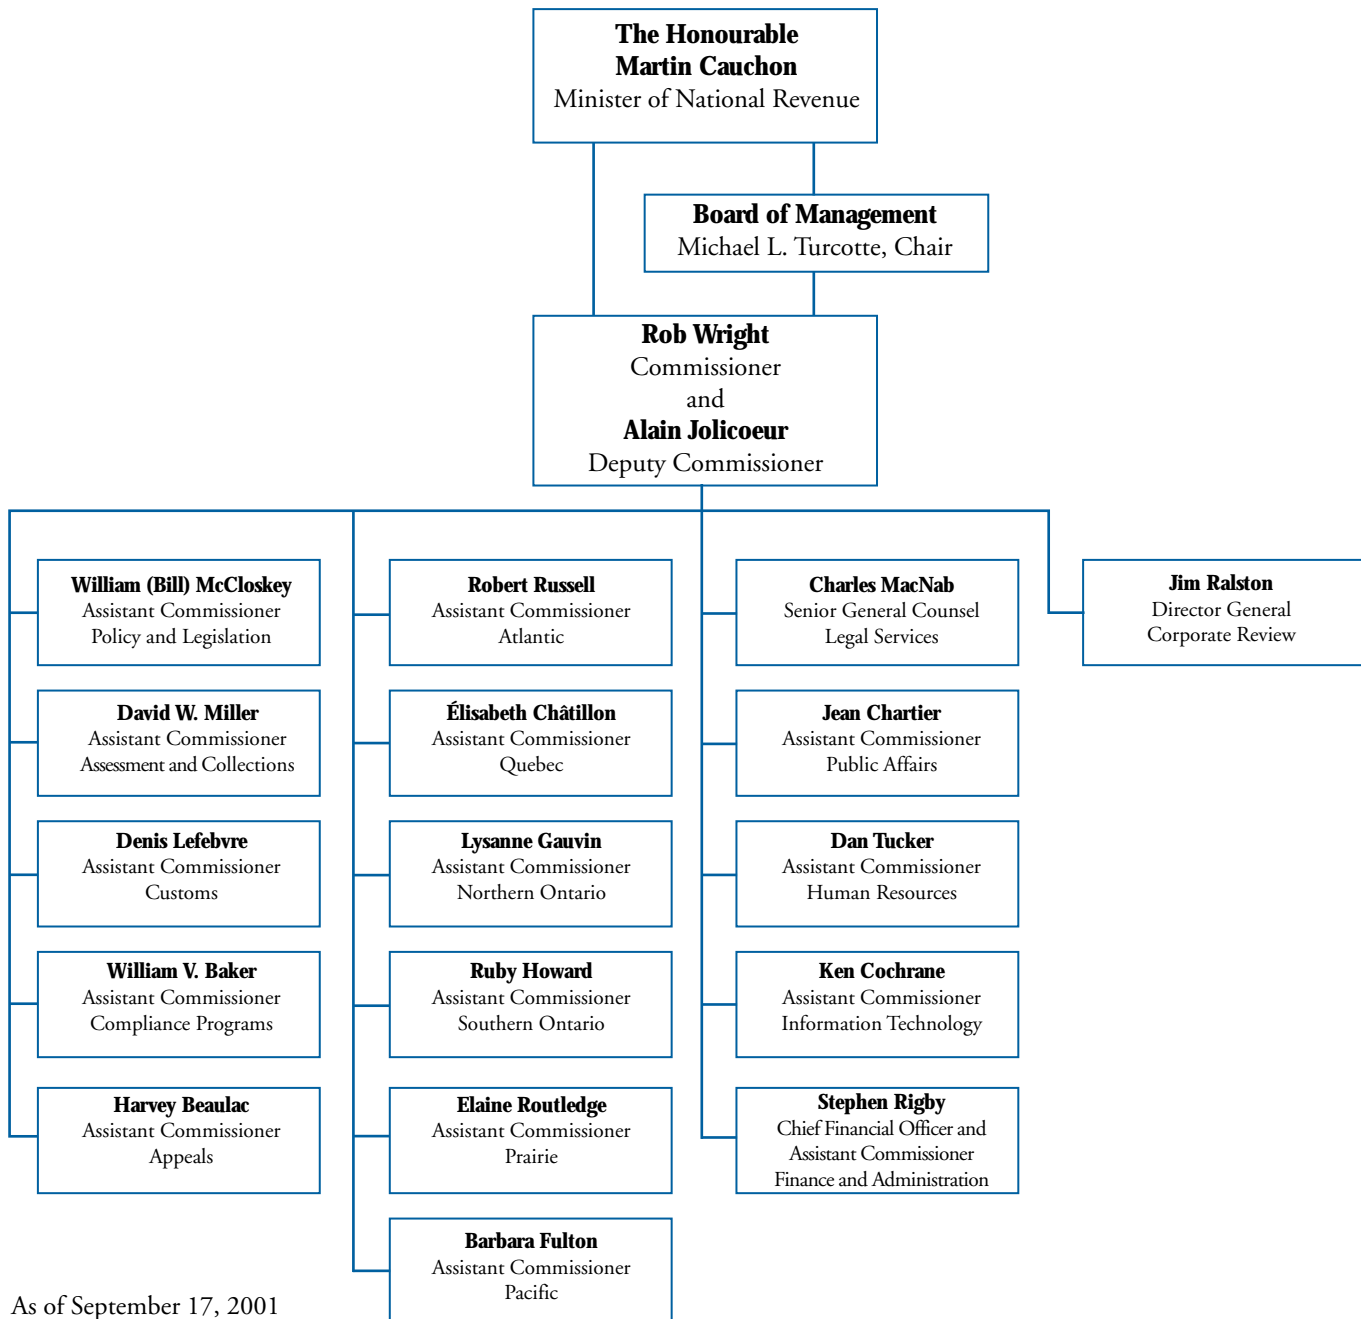 The Honourable
Martin Cauchon
Minister of National Revenue
Board of Management
Michael L. Turcotte, Chair
Rob Wright
Commissioner
and
Alain Jolicoeur
Deputy Commissioner
William (Bill) McCloskey
Assistant Commissioner
Policy and Legislation
David W. Miller
Assistant Commissioner
Assessment and Collections
Denis Lefebvre
Assistant Commissioner
Customs
William V. Baker
Assistant Commissioner
Compliance Programs
Harvey Beaulac
Assistant Commissioner
Appeals
Robert Russell
Assistant Commissioner
Atlantic
Élisabeth Châtillon
Assistant Commissioner
Quebec
Lysanne Gauvin
Assistant Commissioner
Northern Ontario
Ruby Howard
Assistant Commissioner
Southern Ontario
Elaine Routledge
Assistant Commissioner
Prairie
Barbara Fulton
Assistant Commissioner
Pacific
Charles MacNab
Senior General Counsel
Legal Services
Jean Chartier
Assistant Commissioner
Public Affairs
Dan Tucker
Assistant Commissioner
Human Resources
Ken Cochrane
Assistant Commissioner
Information Technology
Stephen Rigby
Chief Financial Officer and
Assistant Commissioner
Finance and Administration
Jim Ralston
Director General
Corporate Review
As of September 17, 2001